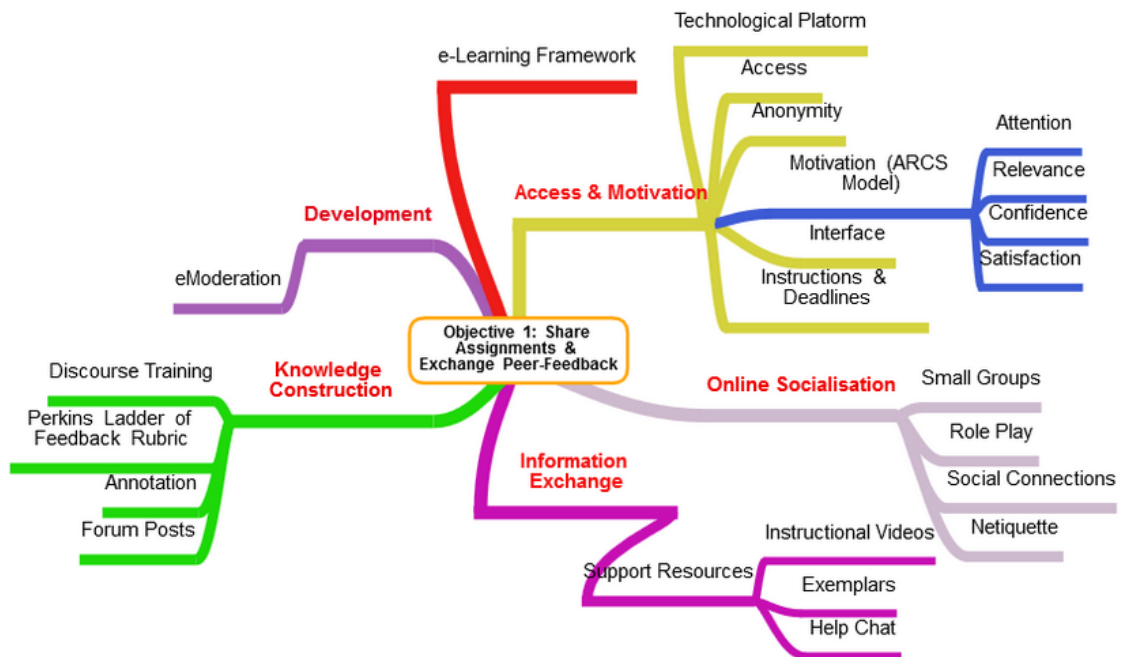 Technological Platorm
e-Learning Framework
Access
Anonymity
Attention
Motivation (ARCS
Model)
Relevance
Access & Motivation
Development
Confidence
Interface
Satisfaction
eModeration
Instructions &
Deadlines
Objective 1: Share
Assignments &
Exchange Peer-Feedback
Knowledge
Construction
Discourse Training
Online Socialisation
Small Groups
Perkins Ladder of
Feedback Rubric
Role Play
Information
Exchange
Annotation
Social Connections
Forum Posts
Netiquette
Instructional Videos
Support Resources
Exemplars
Help Chat